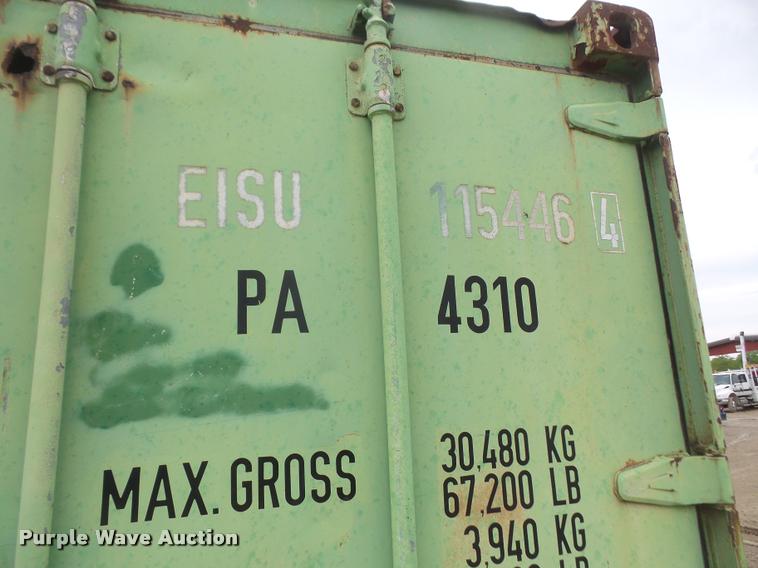 EISU 115446 4
PA 4310
MAX. GROSS 30,480 KG
67,200 LB
3,940 KG
LB
Purple Wave Auction